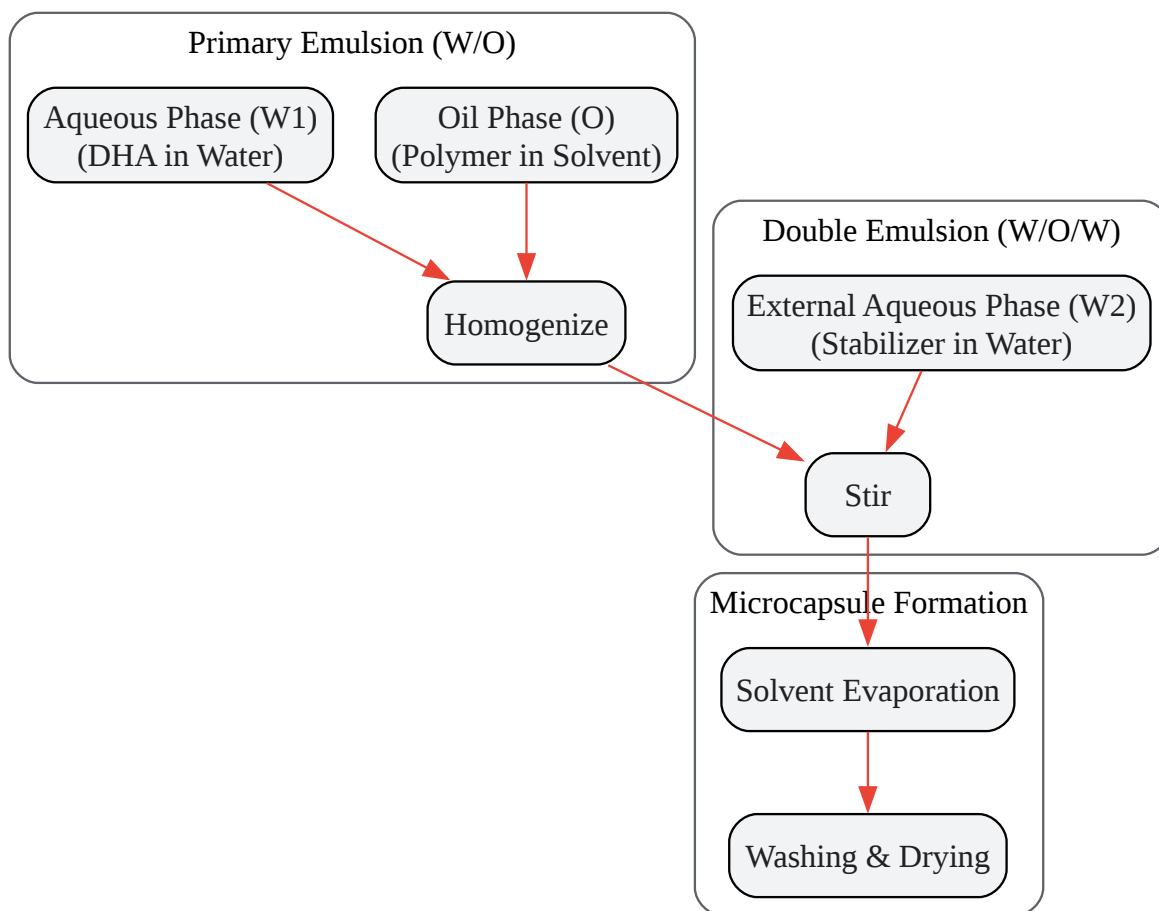 Primary Emulsion (W/O)
Aqueous Phase (W1)
(DHA in Water)
Oil Phase (O)
(Polymer in Solvent)
Homogenize
Double Emulsion (W/O/W)
External Aqueous Phase (W2)
(Stabilizer in Water)
Stir
Microcapsule Formation
Solvent Evaporation
Washing & Drying